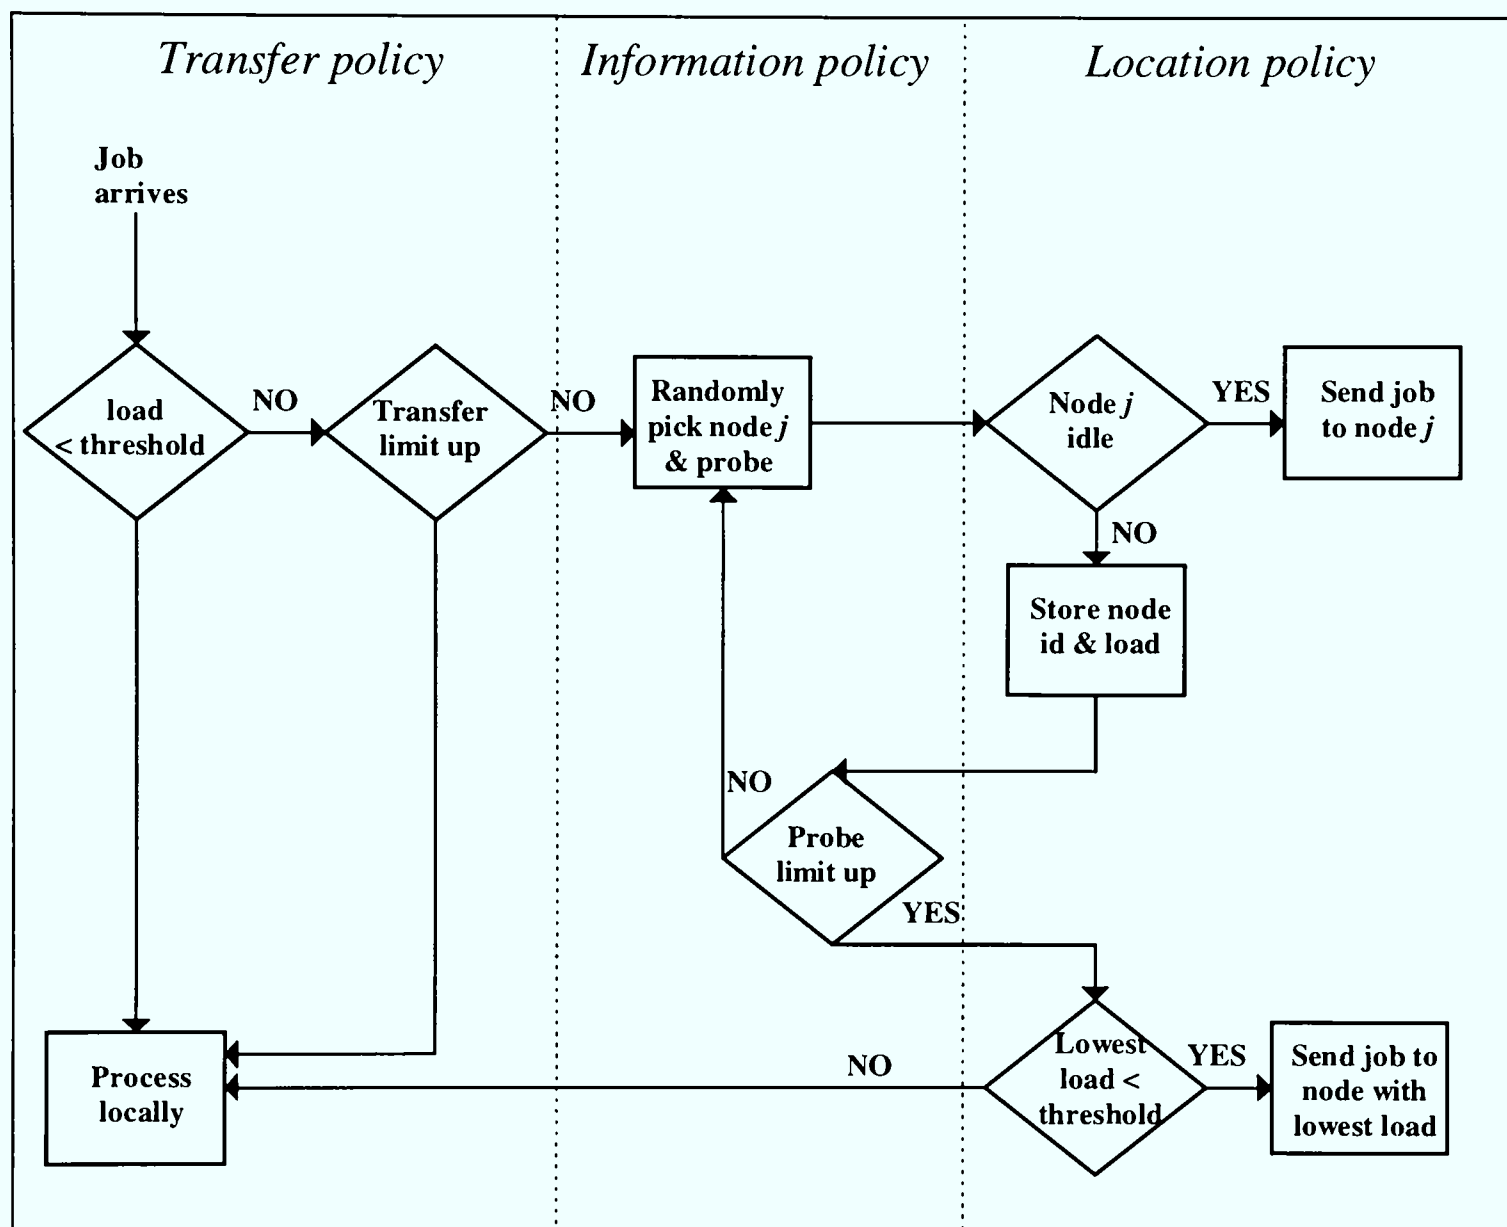 Transfer policy
Information policy
Location policy
Job
arrives
load
< threshold
NO
Transfer
limit up
NO
Randomly
pick node j
& probe
Node j
idle
YES
Send job
to node j
NO
Store node
id & load
NO
Probe
limit up
YES
Lowest
load <
threshold
YES
Send job to
node with
lowest load
NO
Process
locally